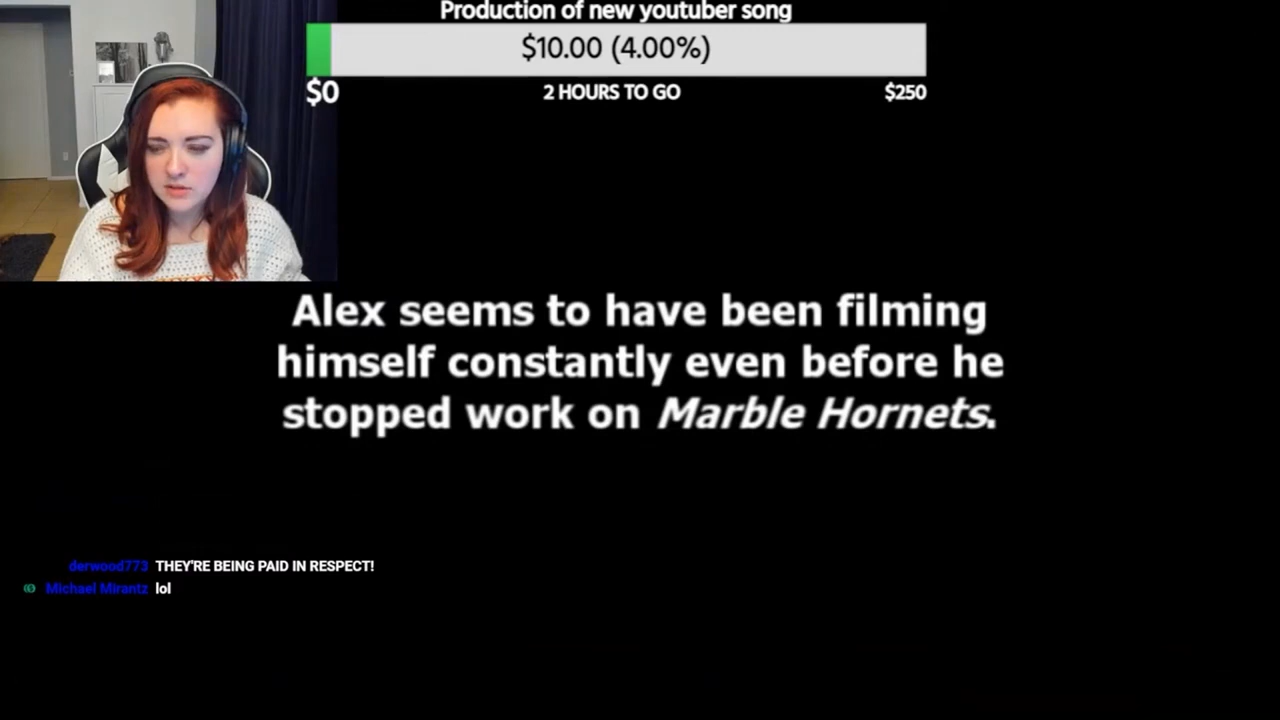 Production of new youtuber song
$10.00 (4.00%)
$0 2 HOURS TO GO $250
Alex seems to have been filming
himself constantly even before he
stopped work on Marble Hornets.
derwood773 THEY'RE BEING PAID IN RESPECT!
Michael Mirantz lol